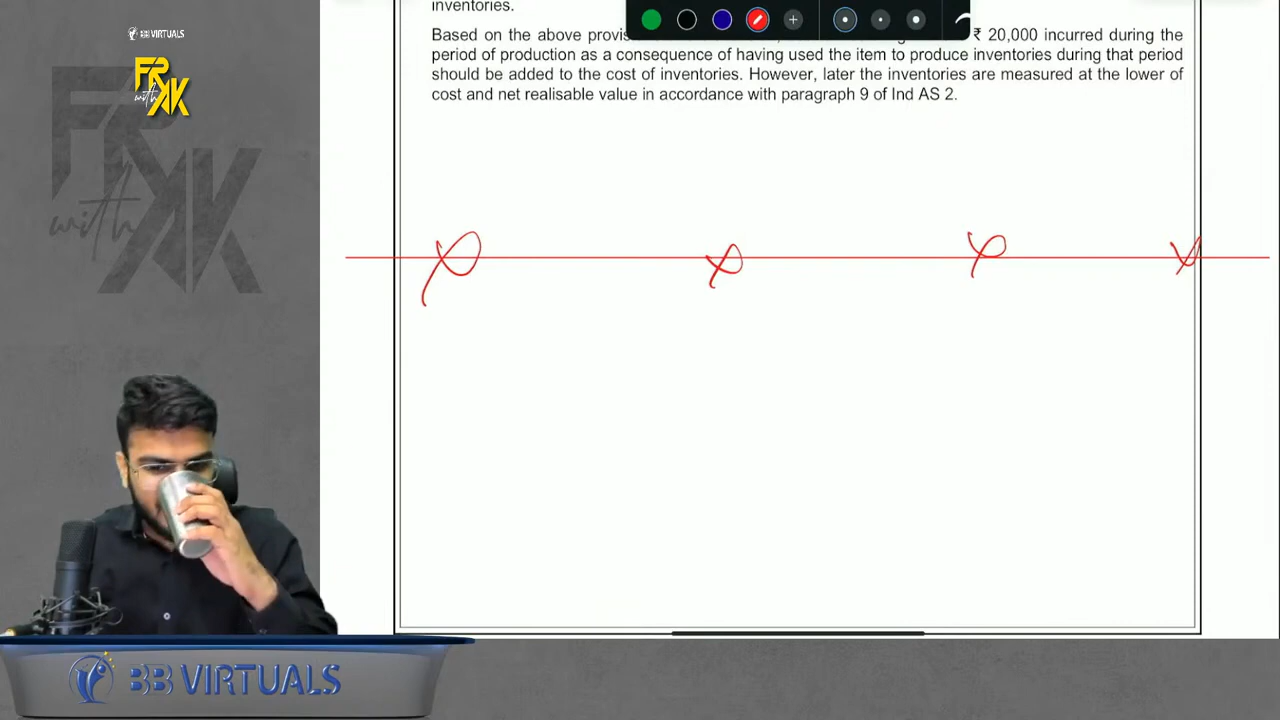 inventories.
BB VIRTUALS
FR
with
AK
Based on the above provis ₹ 20,000 incurred during the
period of production as a consequence of having used the item to produce inventories during that period
should be added to the cost of inventories. However, later the inventories are measured at the lower of
cost and net realisable value in accordance with paragraph 9 of Ind AS 2.
FR
with
AK
BB VIRTUALS